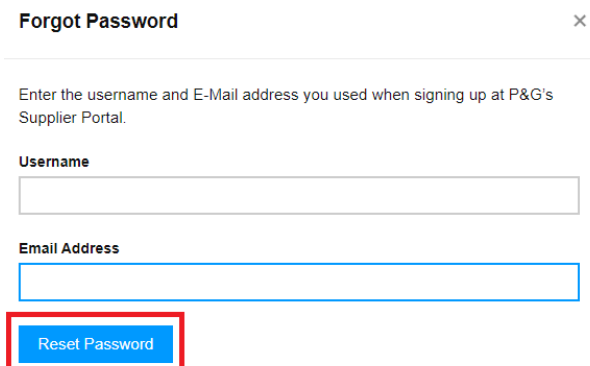 Forgot Password
Enter the username and E-Mail address you used when signing up at P&G's
Supplier Portal.
Username
Email Address
Reset Password